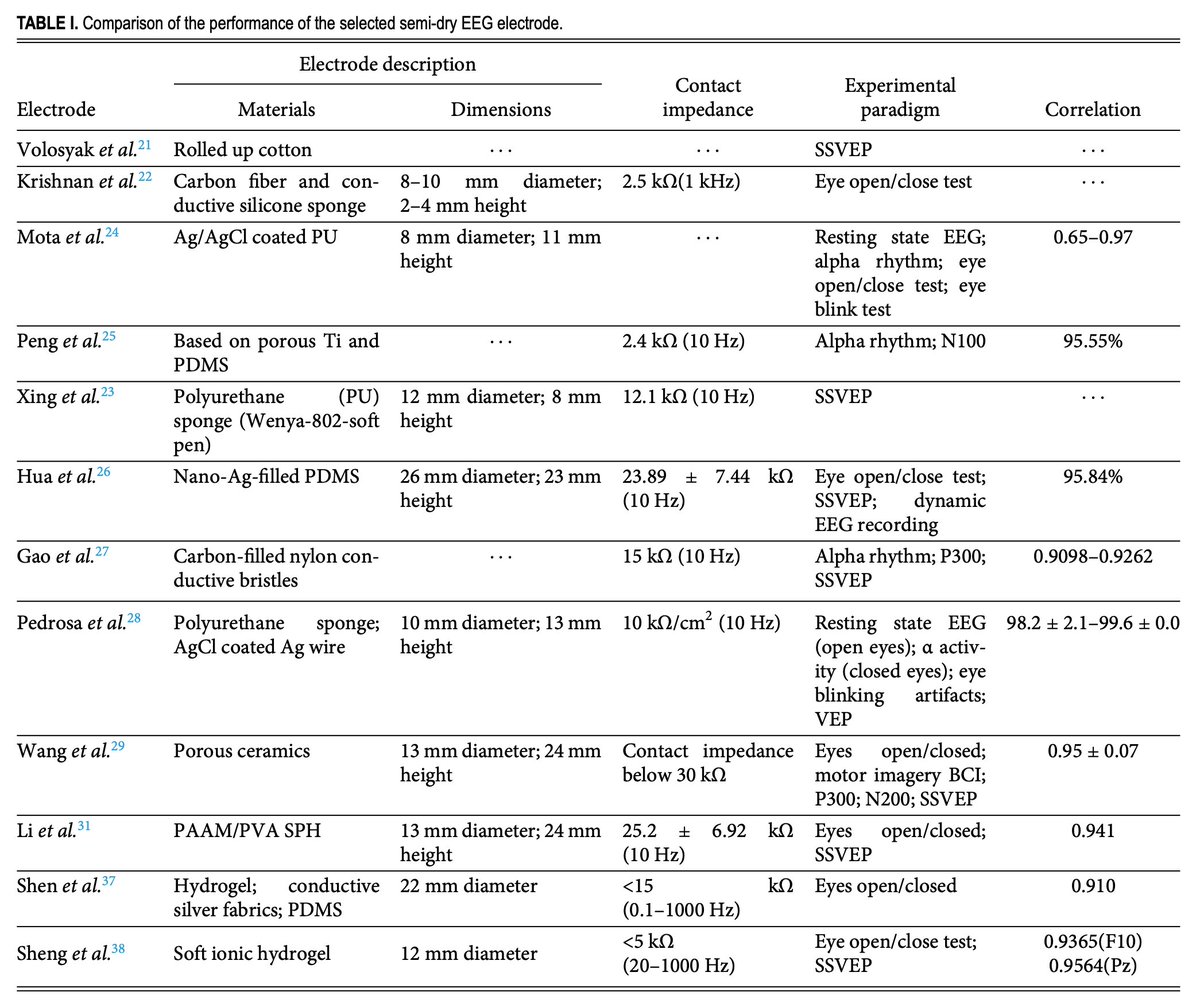 TABLE I. Comparison of the performance of the selected semi-dry EEG electrode.
Electrode description
Electrode Materials Dimensions Contact impedance Experimental paradigm Correlation
Volosyak et al.21 Rolled up cotton ··· ··· SSVEP ···
Krishnan et al.22 Carbon fiber and con- 8–10 mm diameter; 2.5 kΩ(1 kHz) Eye open/close test ···
ductive silicone sponge 2–4 mm height
Mota et al.24 Ag/AgCl coated PU 8 mm diameter; 11 mm ··· Resting state EEG; 0.65–0.97
height alpha rhythm; eye
open/close test; eye
blink test
Peng et al.25 Based on porous Ti and ··· 2.4 kΩ (10 Hz) Alpha rhythm; N100 95.55%
PDMS
Xing et al.23 Polyurethane (PU) 12 mm diameter; 8 mm 12.1 kΩ (10 Hz) SSVEP ···
sponge (Wenya-802-soft height
pen)
Hua et al.26 Nano-Ag-filled PDMS 26 mm diameter; 23 mm 23.89 ± 7.44 kΩ Eye open/close test; 95.84%
height (10 Hz) SSVEP; dynamic
EEG recording
Gao et al.27 Carbon-filled nylon con- ··· 15 kΩ (10 Hz) Alpha rhythm; P300; 0.9098–0.9262
ductive bristles SSVEP
Pedrosa et al.28 Polyurethane sponge; 10 mm diameter; 13 mm 10 kΩ/cm2 (10 Hz) Resting state EEG 98.2 ± 2.1–99.6 ± 0.0
AgCl coated Ag wire height (open eyes); α activ-
ity (closed eyes); eye
blinking artifacts;
VEP
Wang et al.29 Porous ceramics 13 mm diameter; 24 mm Contact impedance Eyes open/closed; 0.95 ± 0.07
height below 30 kΩ motor imagery BCI;
P300; N200; SSVEP
Li et al.31 PAAM/PVA SPH 13 mm diameter; 24 mm 25.2 ± 6.92 kΩ Eyes open/closed; 0.941
height (10 Hz) SSVEP
Shen et al.37 Hydrogel; conductive 22 mm diameter <15 kΩ Eyes open/closed 0.910
silver fabrics; PDMS (0.1–1000 Hz)
Sheng et al.38 Soft ionic hydrogel 12 mm diameter <5 kΩ Eye open/close test; 0.9365(F10)
(20–1000 Hz) SSVEP 0.9564(Pz)